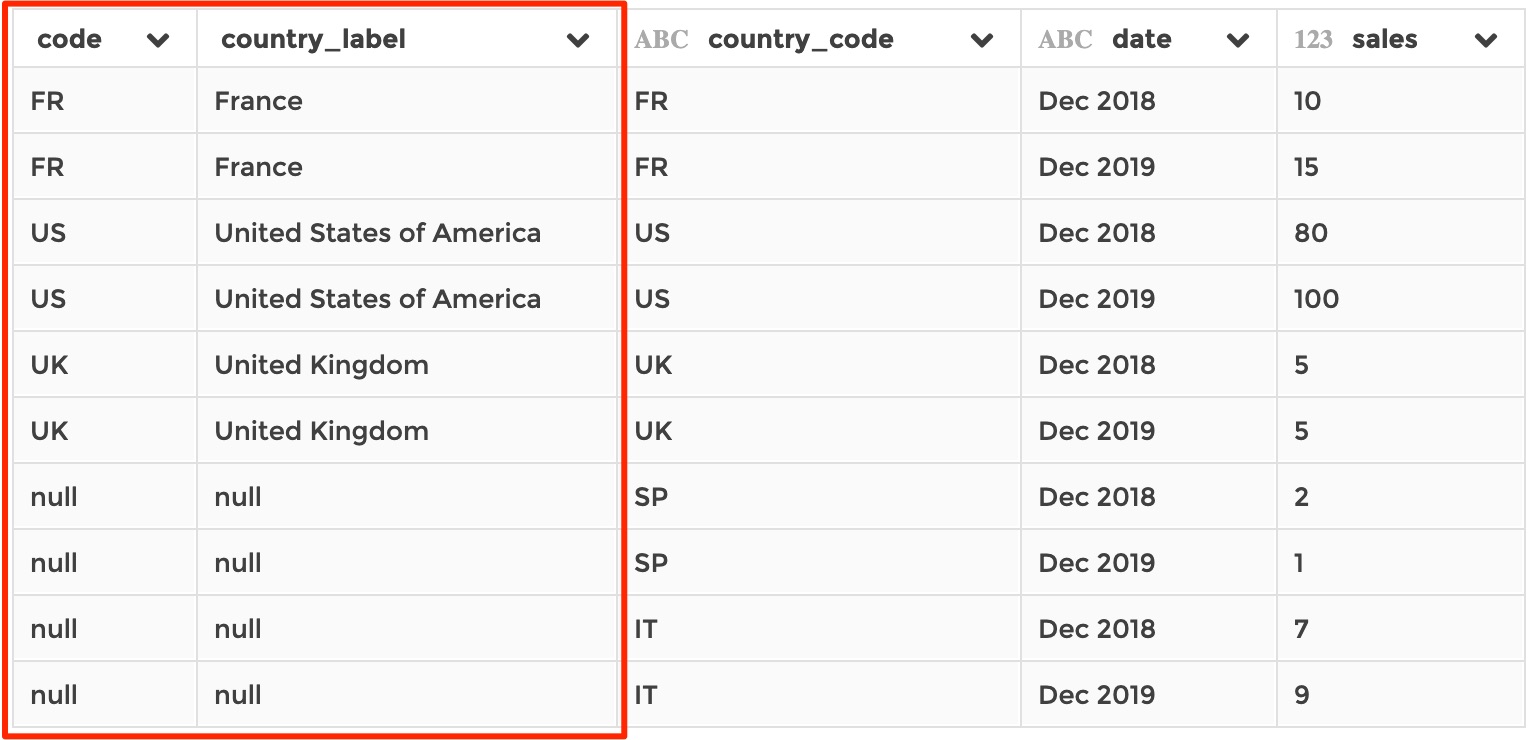 code country_label ABC country_code ABC date 123 sales
FR France FR Dec 2018 10
FR France FR Dec 2019 15
US United States of America US Dec 2018 80
US United States of America US Dec 2019 100
UK United Kingdom UK Dec 2018 5
UK United Kingdom UK Dec 2019 5
null null SP Dec 2018 2
null null SP Dec 2019 1
null null IT Dec 2018 7
null null IT Dec 2019 9